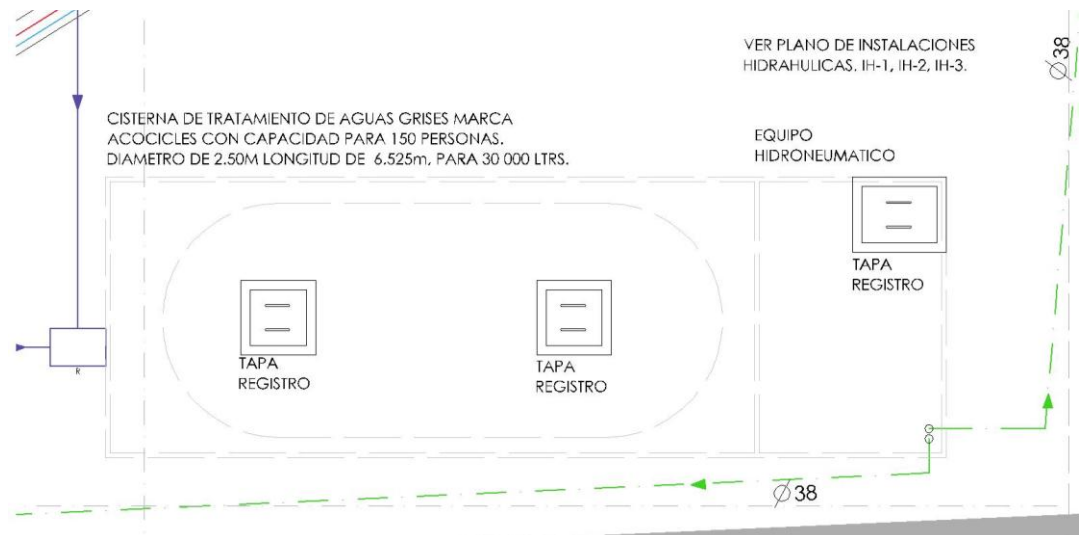 VER PLANO DE INSTALACIONES
HIDRAHULICAS, IH-1, IH-2, IH-3.
Ø38
CISTERNA DE TRATAMIENTO DE AGUAS GRISES MARCA
ACOCICLES CON CAPACIDAD PARA 150 PERSONAS.
DIAMETRO DE 2.50M LONGITUD DE 6.525m, PARA 30 000 LTRS.
EQUIPO
HIDRONEUMATICO
TAPA
REGISTRO
TAPA
REGISTRO
TAPA
REGISTRO
R
Ø38